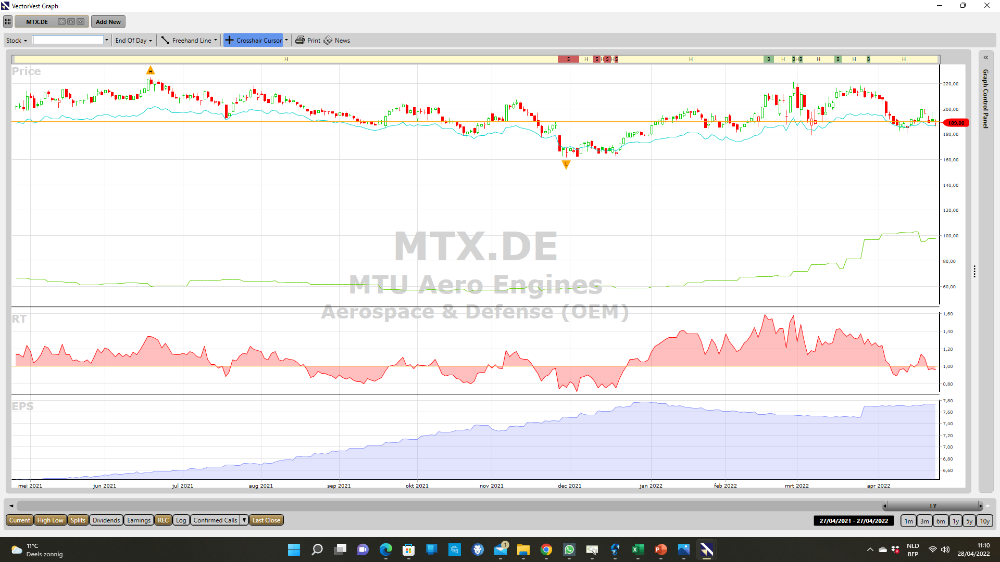 VectorVest Graph
MTX.DE Add New
Stock End Of Day Freehand Line Crosshair Cursor Print News
H S H S H S H S H B H B H B H B H B H
Price
H
L
220,00
200,00
189,00
180,00
160,00
140,00
120,00
100,00
80,00
60,00
Graph Control Panel
MTX.DE
MTU Aero Engines
Aerospace & Defense (OEM)
RT
1,60
1,40
1,20
1,00
0,80
EPS
7,80
7,60
7,40
7,20
7,00
6,80
6,60
mei 2021 jun 2021 jul 2021 aug 2021 sep 2021 okt 2021 nov 2021 dec 2021 jan 2022 feb 2022 mrt 2022 apr 2022
1 Y
Current High Low Splits Dividends Earnings REC Log Confirmed Calls Last Close 27/04/2021 - 27/04/2022 1m 3m 6m 1y 5y 10y
11°C
Deels zonnig
1
NLD
BEP
11:10
28/04/2022